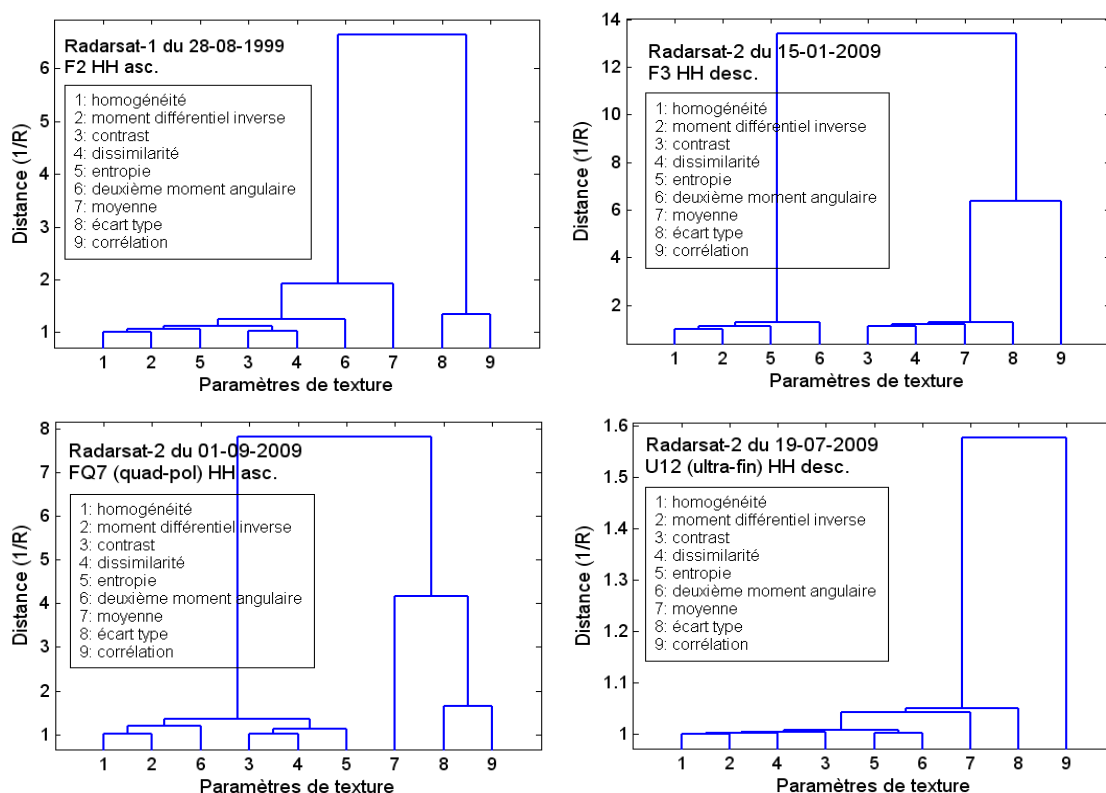 Radarsat-1 du 28-08-1999
F2 HH asc.
1: homogénéité
2: moment différentiel inverse
3: contrast
4: dissimilarité
5: entropie
6: deuxième moment angulaire
7: moyenne
8: écart type
9: corrélation
Distance (1/R)
6
5
4
3
2
1
1 2 5 3 4 6 7 8 9
Paramètres de texture
Radarsat-2 du 15-01-2009
F3 HH desc.
1: homogénéité
2: moment différentiel inverse
3: contrast
4: dissimilarité
5: entropie
6: deuxième moment angulaire
7: moyenne
8: écart type
9: corrélation
Distance (1/R)
14
12
10
8
6
4
2
1 2 5 6 3 4 7 8 9
Paramètres de texture
Radarsat-2 du 01-09-2009
FQ7 (quad-pol) HH asc.
1: homogénéité
2: moment différentiel inverse
3: contrast
4: dissimilarité
5: entropie
6: deuxième moment angulaire
7: moyenne
8: écart type
9: corrélation
Distance (1/R)
8
7
6
5
4
3
2
1
1 2 6 3 4 5 7 8 9
Paramètres de texture
Radarsat-2 du 19-07-2009
U12 (ultra-fin) HH desc.
1: homogénéité
2: moment différentiel inverse
3: contrast
4: dissimilarité
5: entropie
6: deuxième moment angulaire
7: moyenne
8: écart type
9: corrélation
Distance (1/R)
1.6
1.5
1.4
1.3
1.2
1.1
1
1 2 4 3 5 6 7 8 9
Paramètres de texture